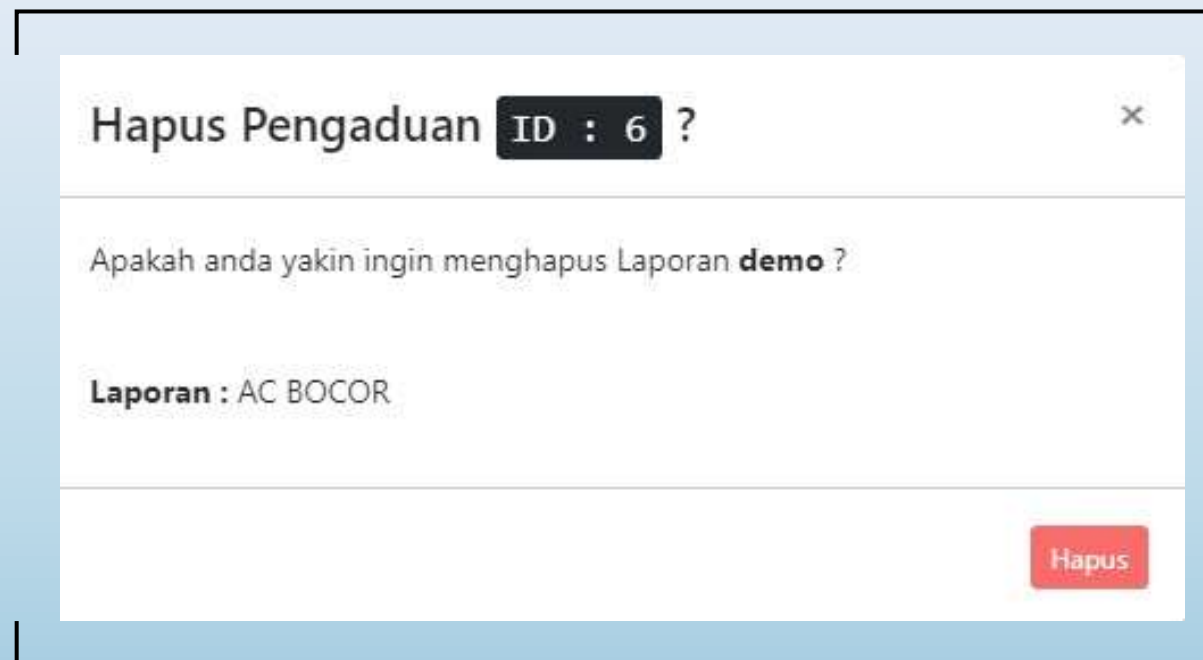 Hapus Pengaduan ID : 6 ?
×
Apakah anda yakin ingin menghapus Laporan demo ?
Laporan : AC BOCOR
Hapus